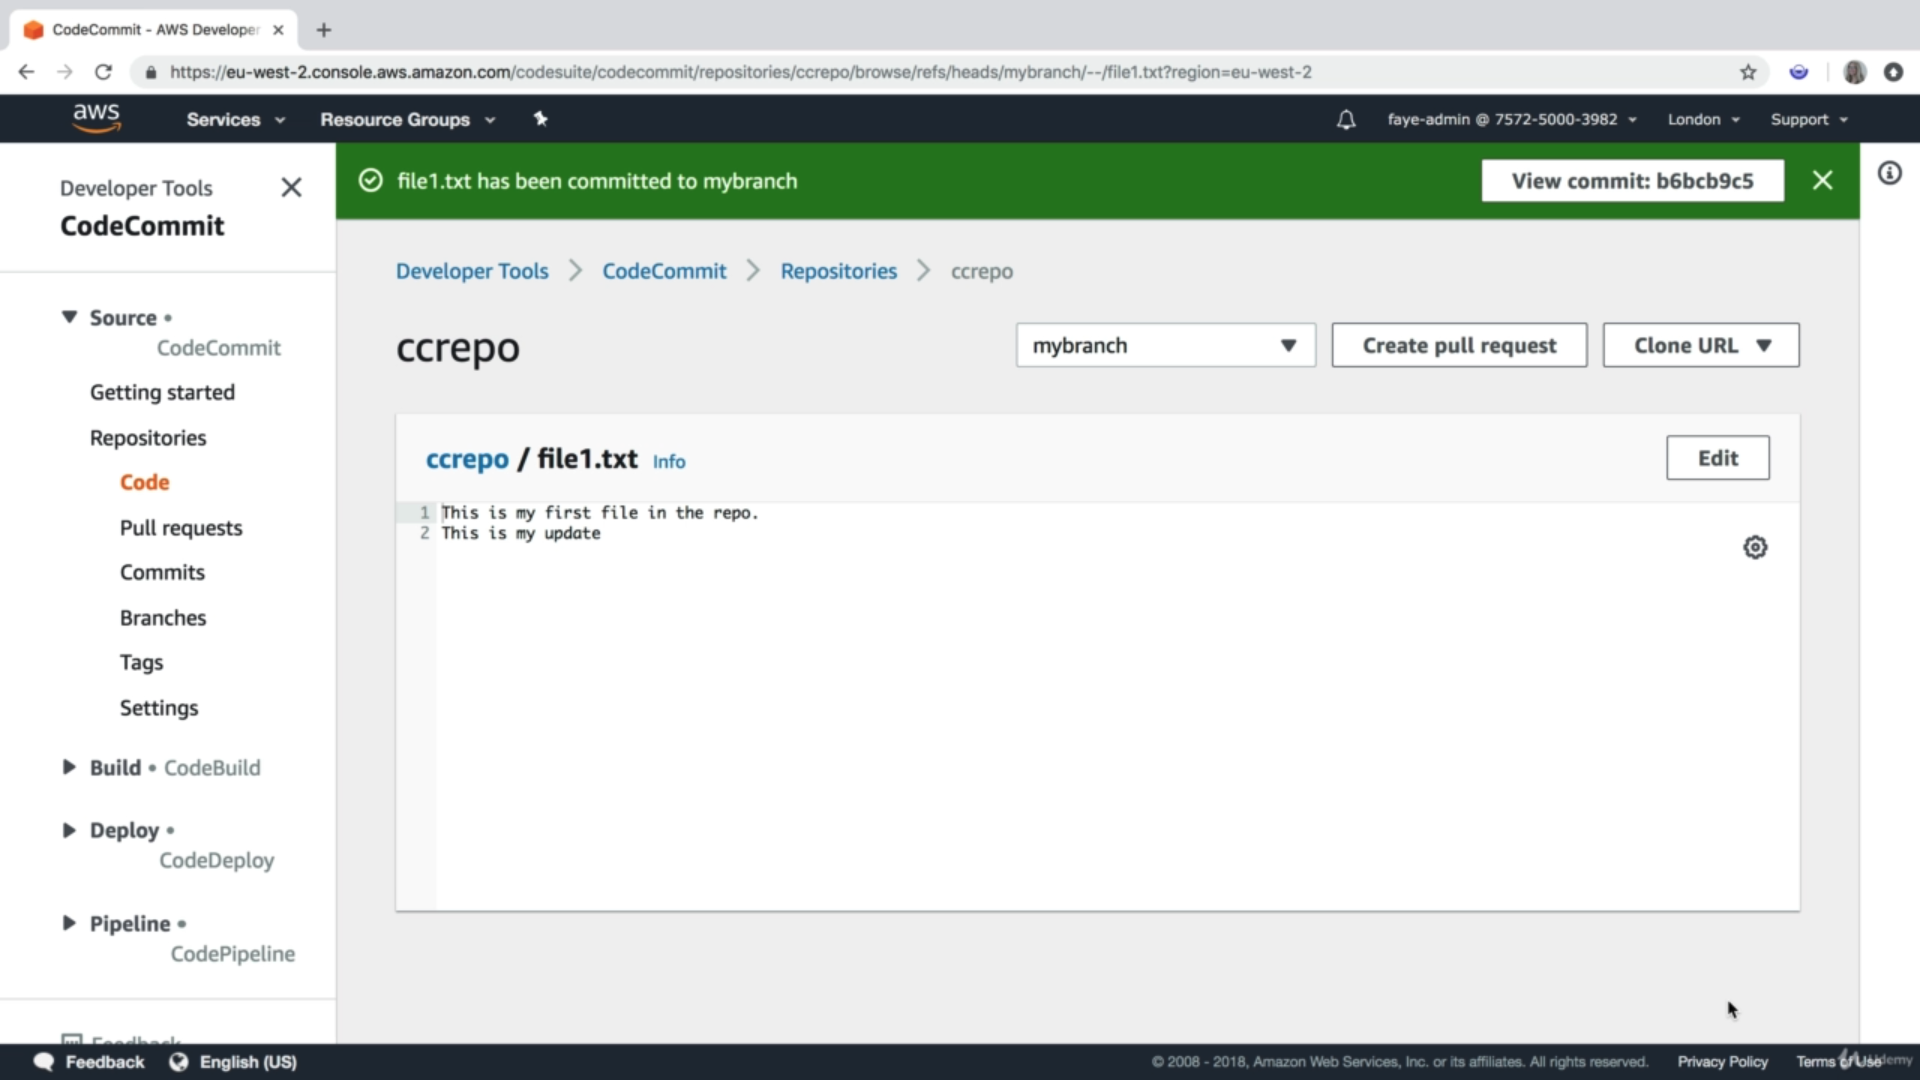 CodeCommit - AWS Developer
https://eu-west-2.console.aws.amazon.com/codesuite/codecommit/repositories/ccrepo/browse/refs/heads/mybranch/--/file1.txt?region=eu-west-2
aws Services Resource Groups faye-admin @ 7572-5000-3982 London Support
Developer Tools
CodeCommit
file1.txt has been committed to mybranch View commit: b6bcb9c5
Developer Tools CodeCommit Repositories ccrepo
Source •
CodeCommit
Getting started
Repositories
Code
Pull requests
Commits
Branches
Tags
Settings
Build • CodeBuild
Deploy •
CodeDeploy
Pipeline •
CodePipeline
Feedback
ccrepo mybranch Create pull request Clone URL
ccrepo / file1.txt Info Edit
1 This is my first file in the repo.
2 This is my update
Feedback English (US) © 2008 - 2018, Amazon Web Services, Inc. or its affiliates. All rights reserved. Privacy Policy Terms of Use